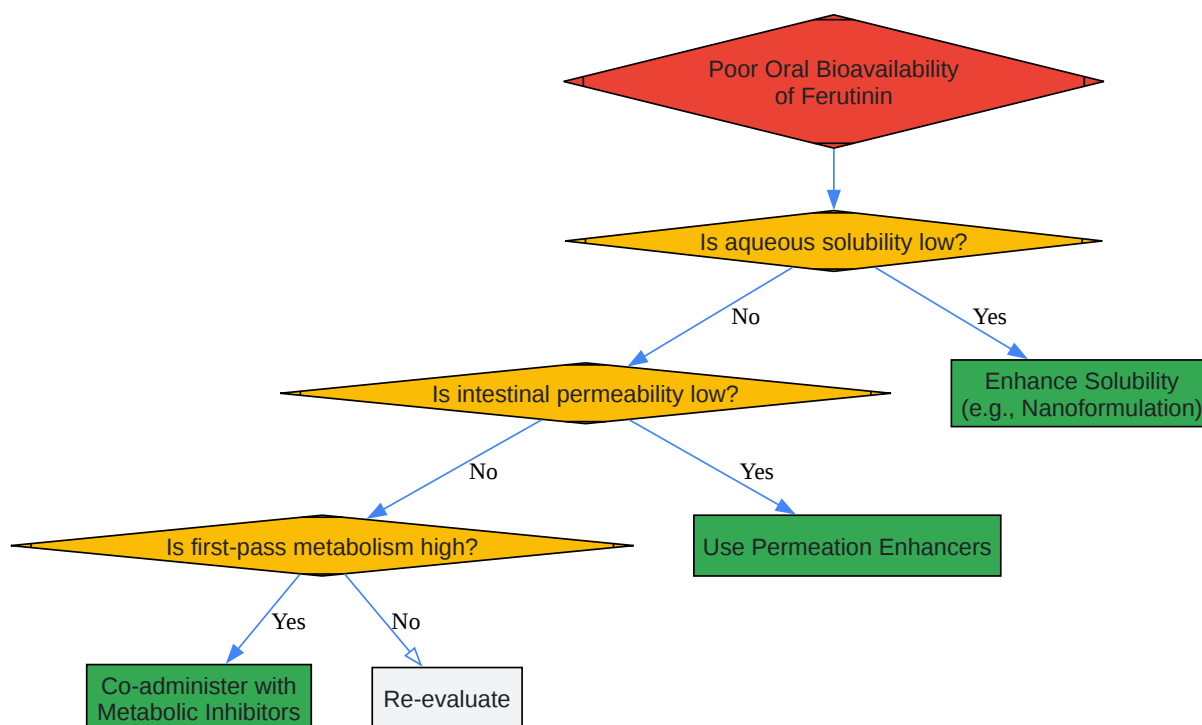 Poor Oral Bioavailability
of Ferutinin
Is aqueous solubility low?
No
Yes
Is intestinal permeability low?
Enhance Solubility
(e.g., Nanoformulation)
No
Yes
Is first-pass metabolism high?
Use Permeation Enhancers
Yes
No
Co-administer with
Metabolic Inhibitors
Re-evaluate